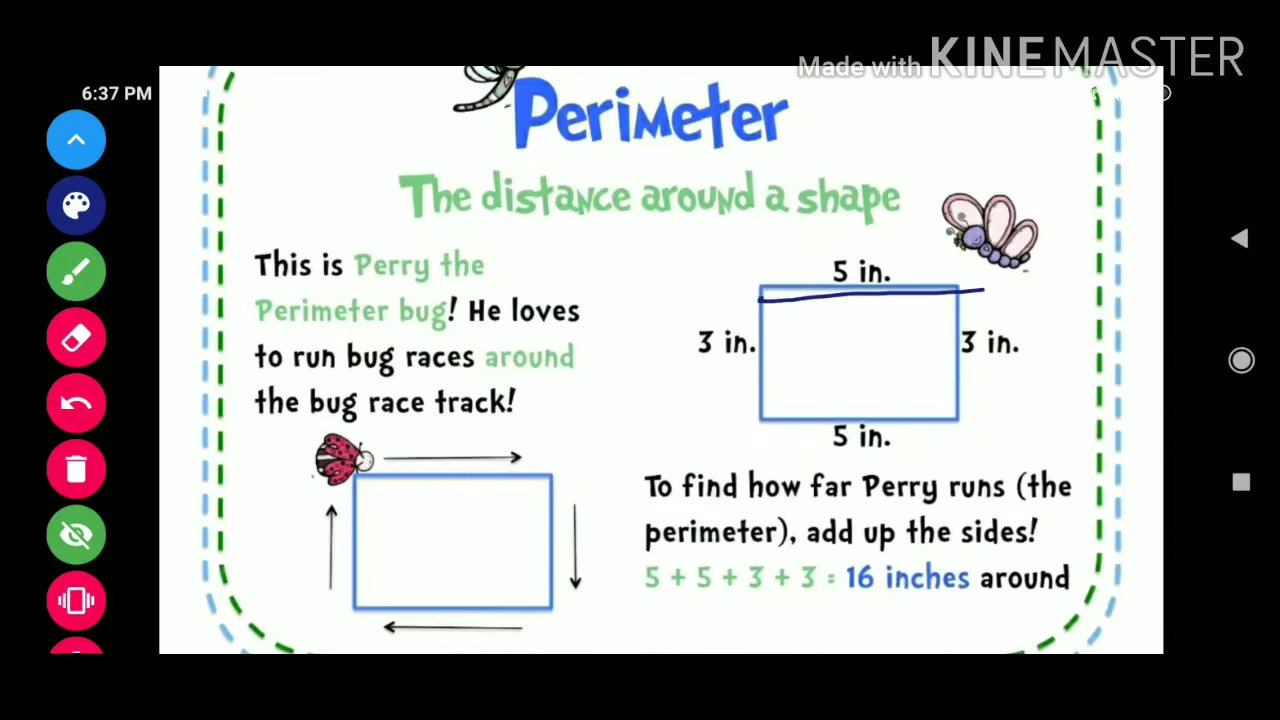 Made with KINEMASTER
6:37 PM
Perimeter
The distance around a shape
This is Perry the
Perimeter bug! He loves
to run bug races around
the bug race track!
5 in.
3 in.
3 in.
5 in.
To find how far Perry runs (the
perimeter), add up the sides!
5 + 5 + 3 + 3 = 16 inches around